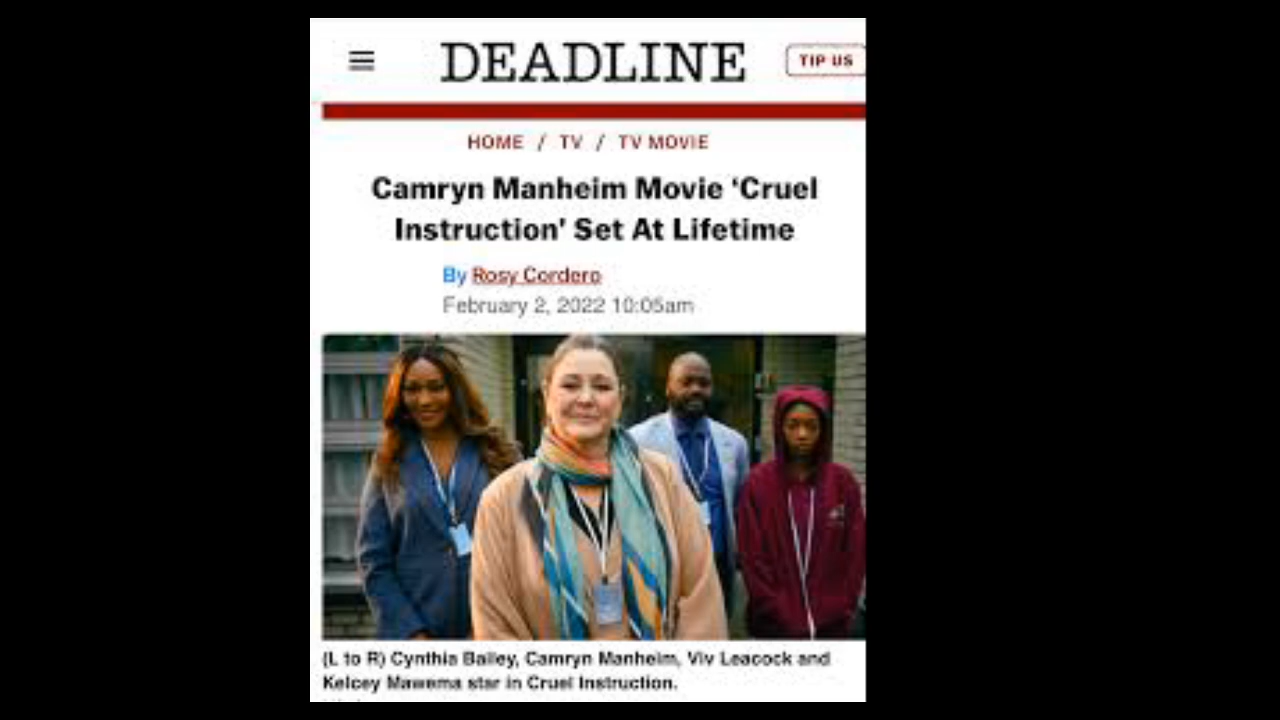 DEADLINE
TIP US
HOME / TV / TV MOVIE
Camryn Manheim Movie ‘Cruel
Instruction’ Set At Lifetime
By Rosy Cordero
February 2, 2022 10:05am
(L to R) Cynthia Bailey, Camryn Manheim, Viv Leacock and
Kelcey Mawema star in Cruel Instruction.